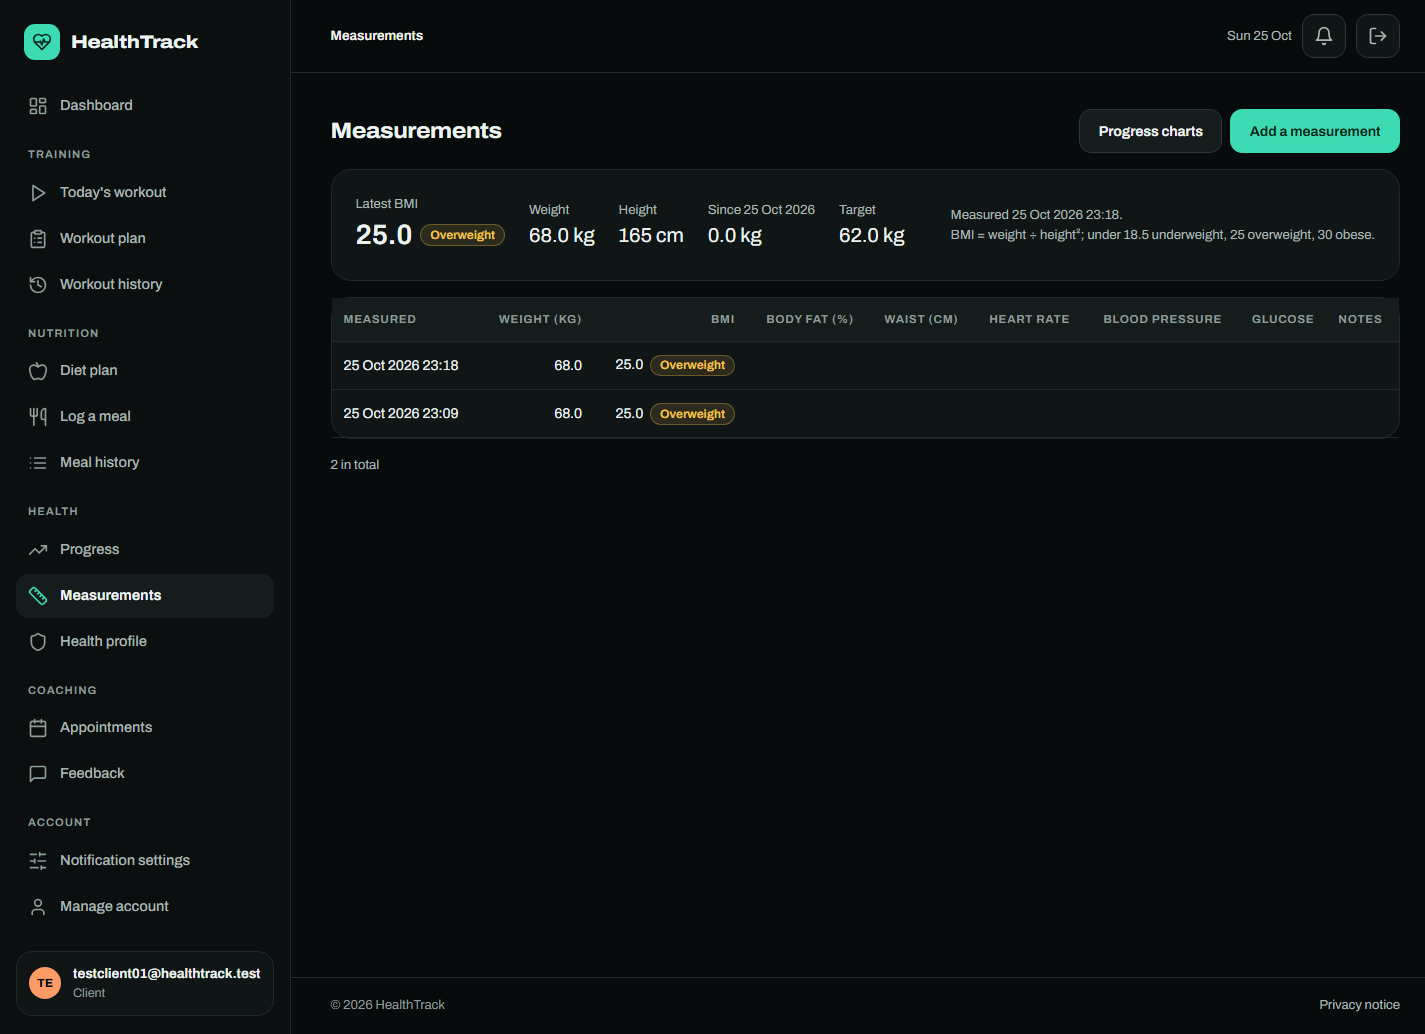 HealthTrack
Dashboard
TRAINING
Today's workout
Workout plan
Workout history
NUTRITION
Diet plan
Log a meal
Meal history
HEALTH
Progress
Measurements
Health profile
COACHING
Appointments
Feedback
ACCOUNT
Notification settings
Manage account
TE
testclient01@healthtrack.test
Client
Measurements
Sun 25 Oct
Measurements
Progress charts
Add a measurement
Latest BMI
25.0 Overweight
Weight
68.0 kg
Height
165 cm
Since 25 Oct 2026
0.0 kg
Target
62.0 kg
Measured 25 Oct 2026 23:18.
BMI = weight ÷ height²; under 18.5 underweight, 25 overweight, 30 obese.
MEASURED WEIGHT (KG) BMI BODY FAT (%) WAIST (CM) HEART RATE BLOOD PRESSURE GLUCOSE NOTES
25 Oct 2026 23:18 68.0 25.0 Overweight
25 Oct 2026 23:09 68.0 25.0 Overweight
2 in total
© 2026 HealthTrack
Privacy notice